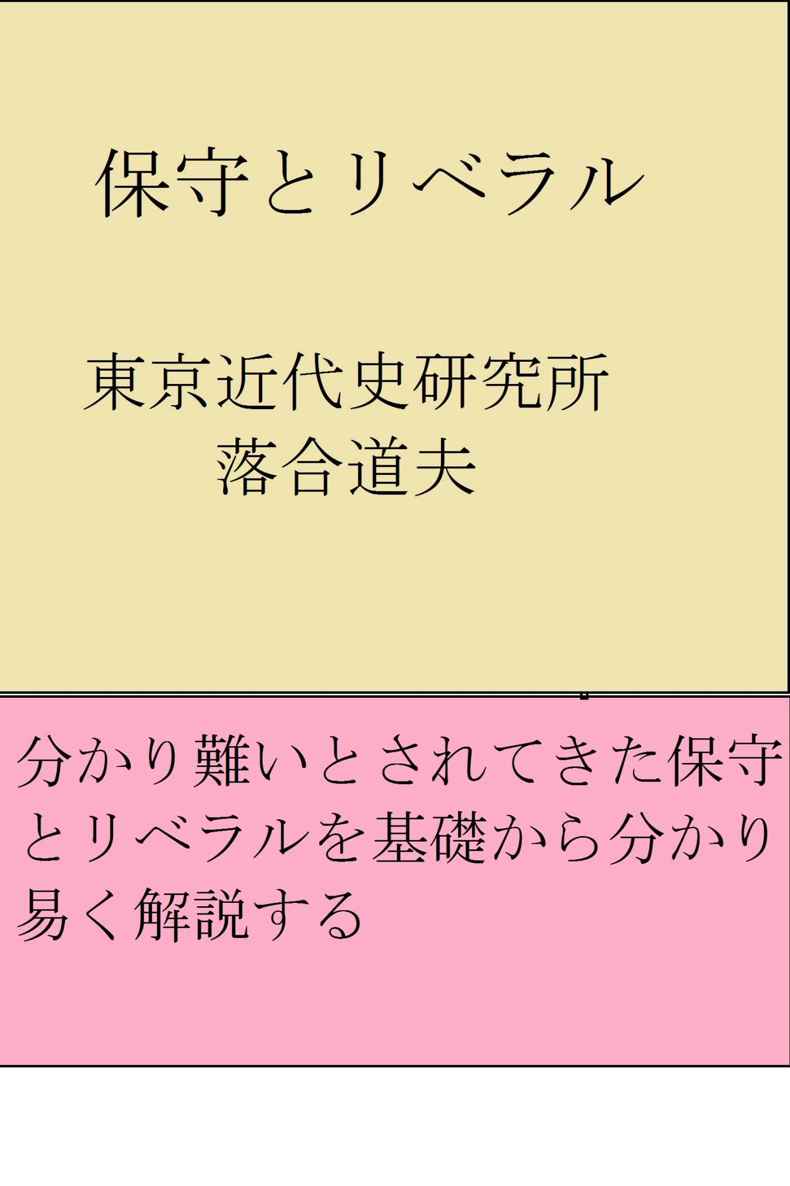 保守とリベラル
東京近代史研究所
落合道夫
分かり難いとされてきた保守
とリベラルを基礎から分かり
易く解説する